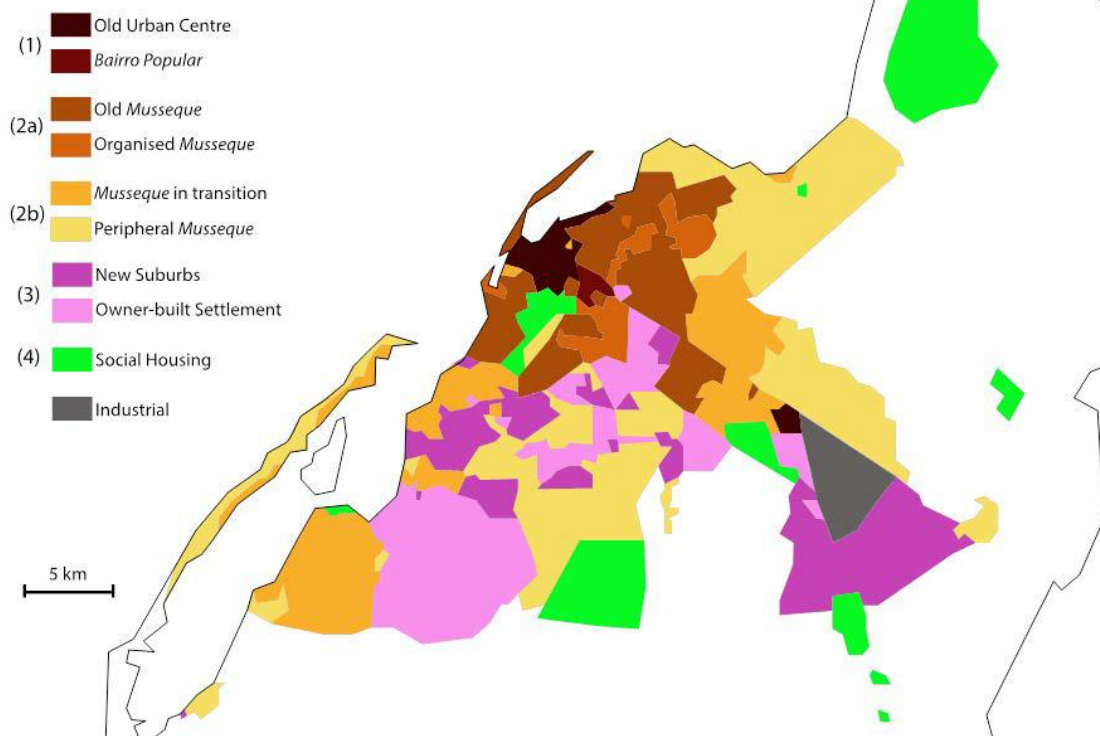 (1)
Old Urban Centre
Bairro Popular
(2a)
Old Musseque
Organised Musseque
(2b)
Musseque in transition
Peripheral Musseque
(3)
New Suburbs
Owner-built Settlement
(4)
Social Housing
Industrial
5 km